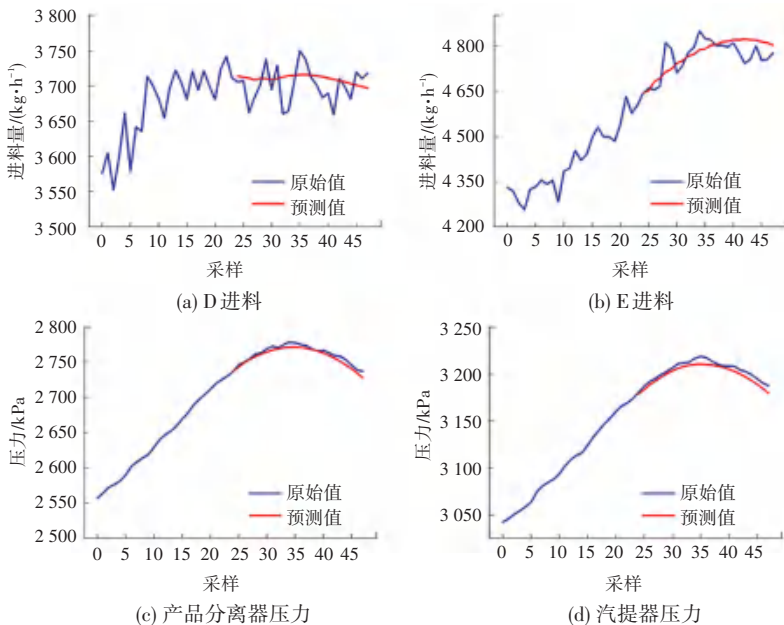 3 800
3 750
3 700
3 650
3 600
3 550
3 500
进料量/(kg•h⁻¹)
原始值
预测值
0 5 10 15 20 25 30 35 40 45
采样
(a) D进料
4 800
4 650
4 500
4 350
4 200
进料量/(kg•h⁻¹)
原始值
预测值
0 5 10 15 20 25 30 35 40 45
采样
(b) E进料
2 800
2 750
2 700
2 650
2 600
2 550
2 500
压力/kPa
原始值
预测值
0 5 10 15 20 25 30 35 40 45
采样
(c) 产品分离器压力
3 250
3 200
3 150
3 100
3 050
压力/kPa
原始值
预测值
0 5 10 15 20 25 30 35 40 45
采样
(d) 汽提器压力